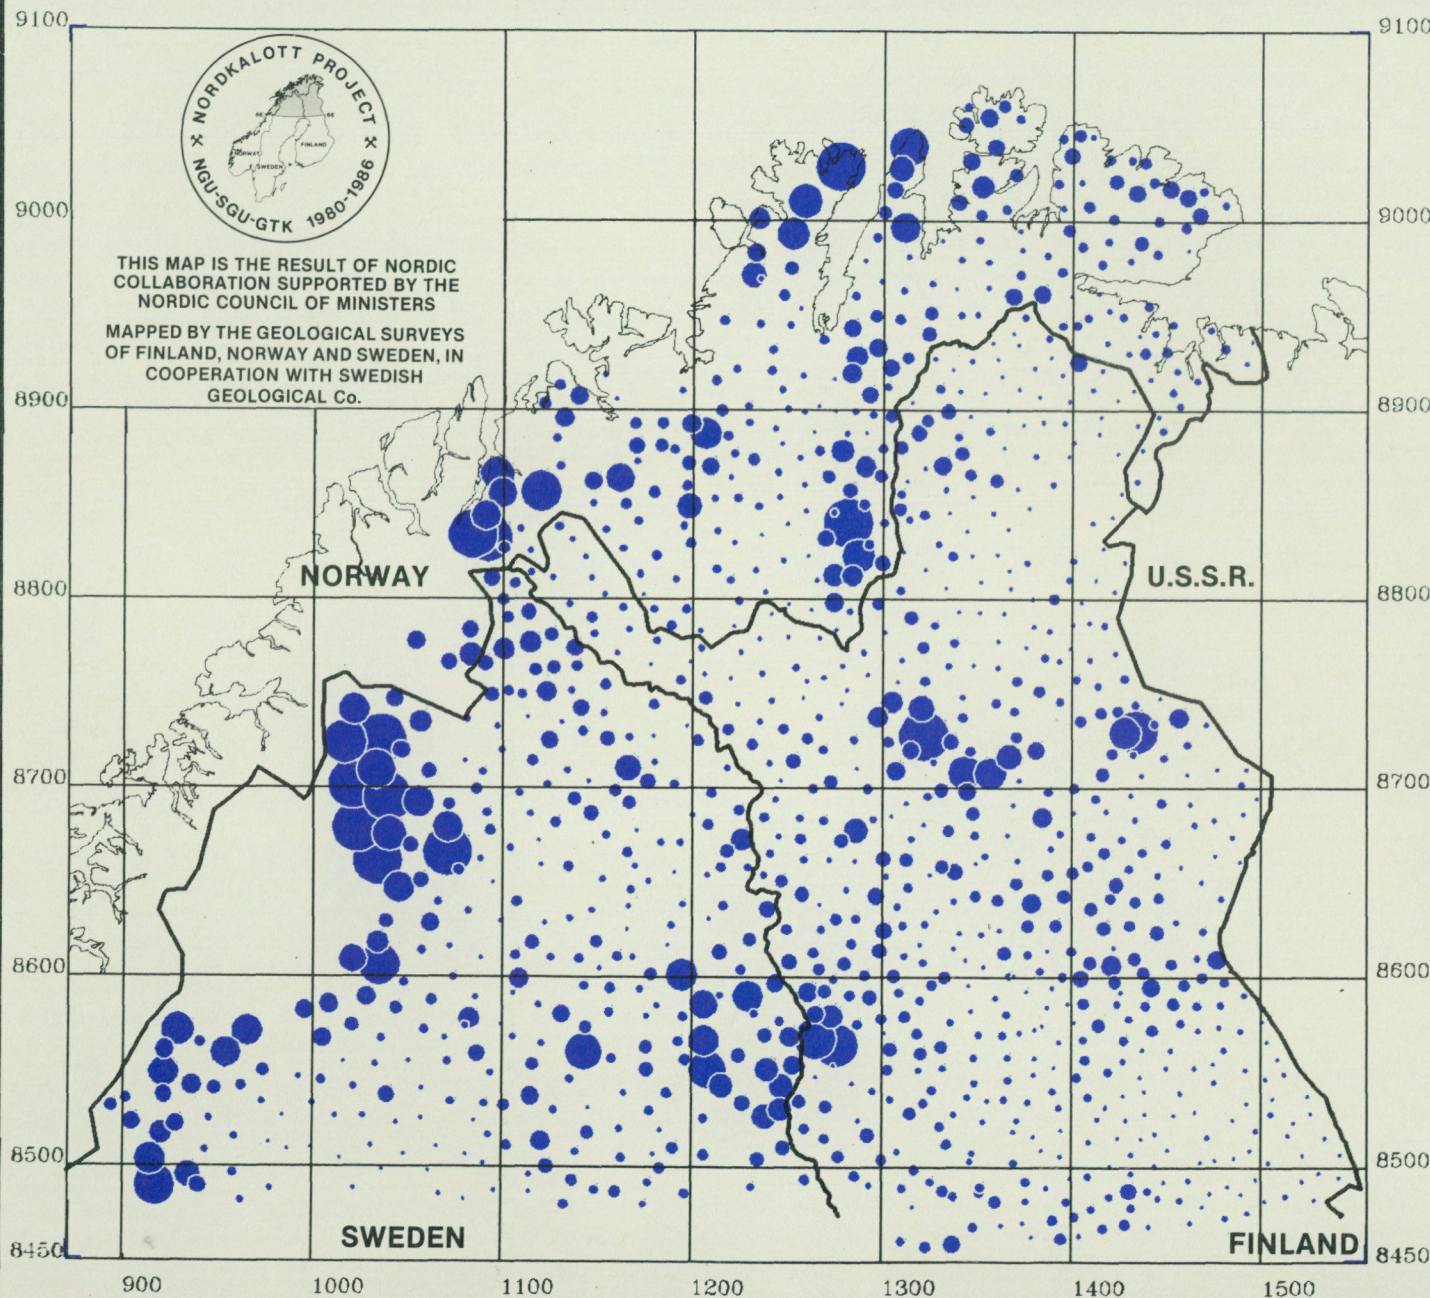 9100
9100
NORDKALOTT PROJECT
NORWAY
SWEDEN
FINLAND
NGU-SGU-GTK 1980-1986
9000
9000
THIS MAP IS THE RESULT OF NORDIC
COLLABORATION SUPPORTED BY THE
NORDIC COUNCIL OF MINISTERS
MAPPED BY THE GEOLOGICAL SURVEYS
OF FINLAND, NORWAY AND SWEDEN, IN
COOPERATION WITH SWEDISH
GEOLOGICAL Co.
8900
8900
NORWAY
U.S.S.R.
8800
8800
8700
8700
8600
8600
8500
8500
SWEDEN
FINLAND
8450
8450
900 1000 1100 1200 1300 1400 1500